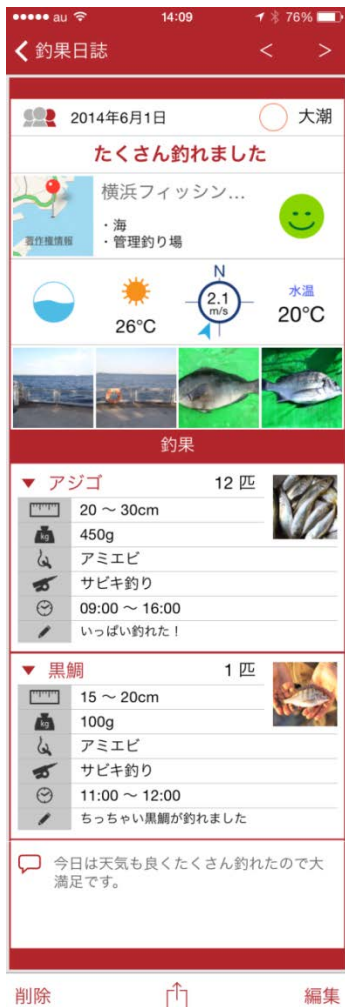 au 14:09 76%
釣果日誌 < >
2014年6月1日 大潮
たくさん釣れました
横浜フィッシン...
・海
・管理釣り場
著作権情報
N
2.1
m/s
26°C
水温
20°C
釣果
▼ アジゴ 12 匹
20 〜 30cm
kg 450g
アミエビ
サビキ釣り
09:00 〜 16:00
いっぱい釣れた！
▼ 黒鯛 1 匹
15 〜 20cm
kg 100g
アミエビ
サビキ釣り
11:00 〜 12:00
ちっちゃい黒鯛が釣れました
今日は天気も良くたくさん釣れたので大
満足です。
削除 編集